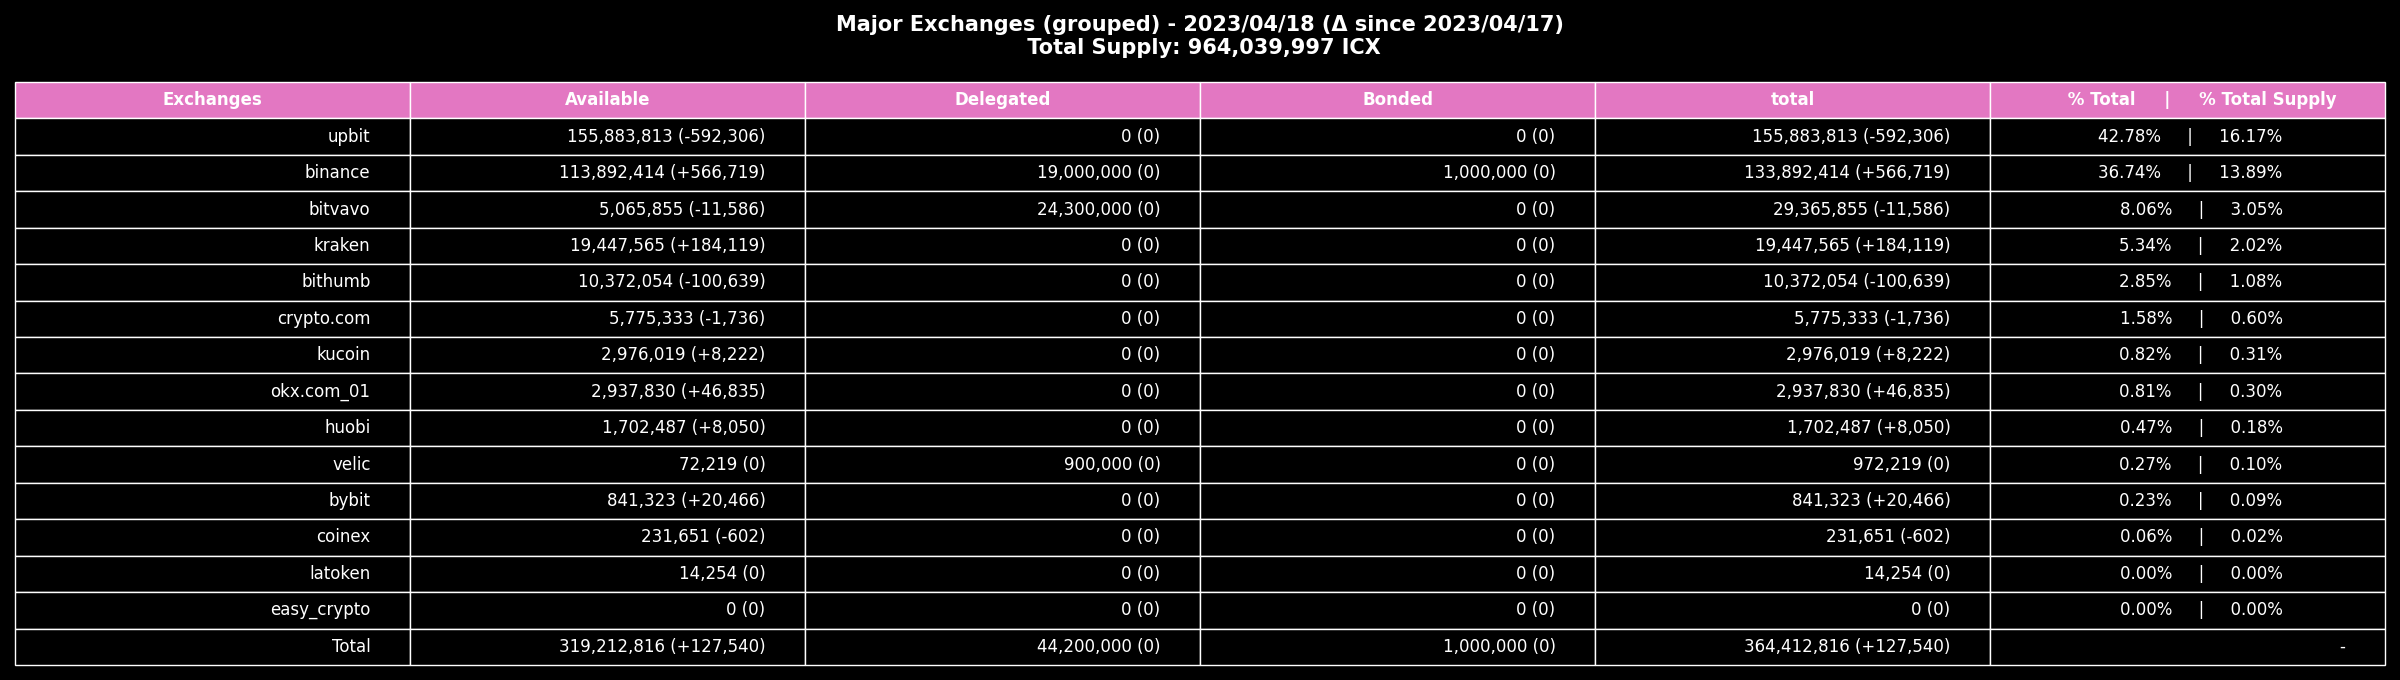 Major Exchanges (grouped) - 2023/04/18 (Δ since 2023/04/17)
Total Supply: 964,039,997 ICX
Exchanges Available Delegated Bonded total % Total | % Total Supply
upbit 155,883,813 (-592,306) 0 (0) 0 (0) 155,883,813 (-592,306) 42.78% | 16.17%
binance 113,892,414 (+566,719) 19,000,000 (0) 1,000,000 (0) 133,892,414 (+566,719) 36.74% | 13.89%
bitvavo 5,065,855 (-11,586) 24,300,000 (0) 0 (0) 29,365,855 (-11,586) 8.06% | 3.05%
kraken 19,447,565 (+184,119) 0 (0) 0 (0) 19,447,565 (+184,119) 5.34% | 2.02%
bithumb 10,372,054 (-100,639) 0 (0) 0 (0) 10,372,054 (-100,639) 2.85% | 1.08%
crypto.com 5,775,333 (-1,736) 0 (0) 0 (0) 5,775,333 (-1,736) 1.58% | 0.60%
kucoin 2,976,019 (+8,222) 0 (0) 0 (0) 2,976,019 (+8,222) 0.82% | 0.31%
okx.com_01 2,937,830 (+46,835) 0 (0) 0 (0) 2,937,830 (+46,835) 0.81% | 0.30%
huobi 1,702,487 (+8,050) 0 (0) 0 (0) 1,702,487 (+8,050) 0.47% | 0.18%
velic 72,219 (0) 900,000 (0) 0 (0) 972,219 (0) 0.27% | 0.10%
bybit 841,323 (+20,466) 0 (0) 0 (0) 841,323 (+20,466) 0.23% | 0.09%
coinex 231,651 (-602) 0 (0) 0 (0) 231,651 (-602) 0.06% | 0.02%
latoken 14,254 (0) 0 (0) 0 (0) 14,254 (0) 0.00% | 0.00%
easy_crypto 0 (0) 0 (0) 0 (0) 0 (0) 0.00% | 0.00%
Total 319,212,816 (+127,540) 44,200,000 (0) 1,000,000 (0) 364,412,816 (+127,540) -